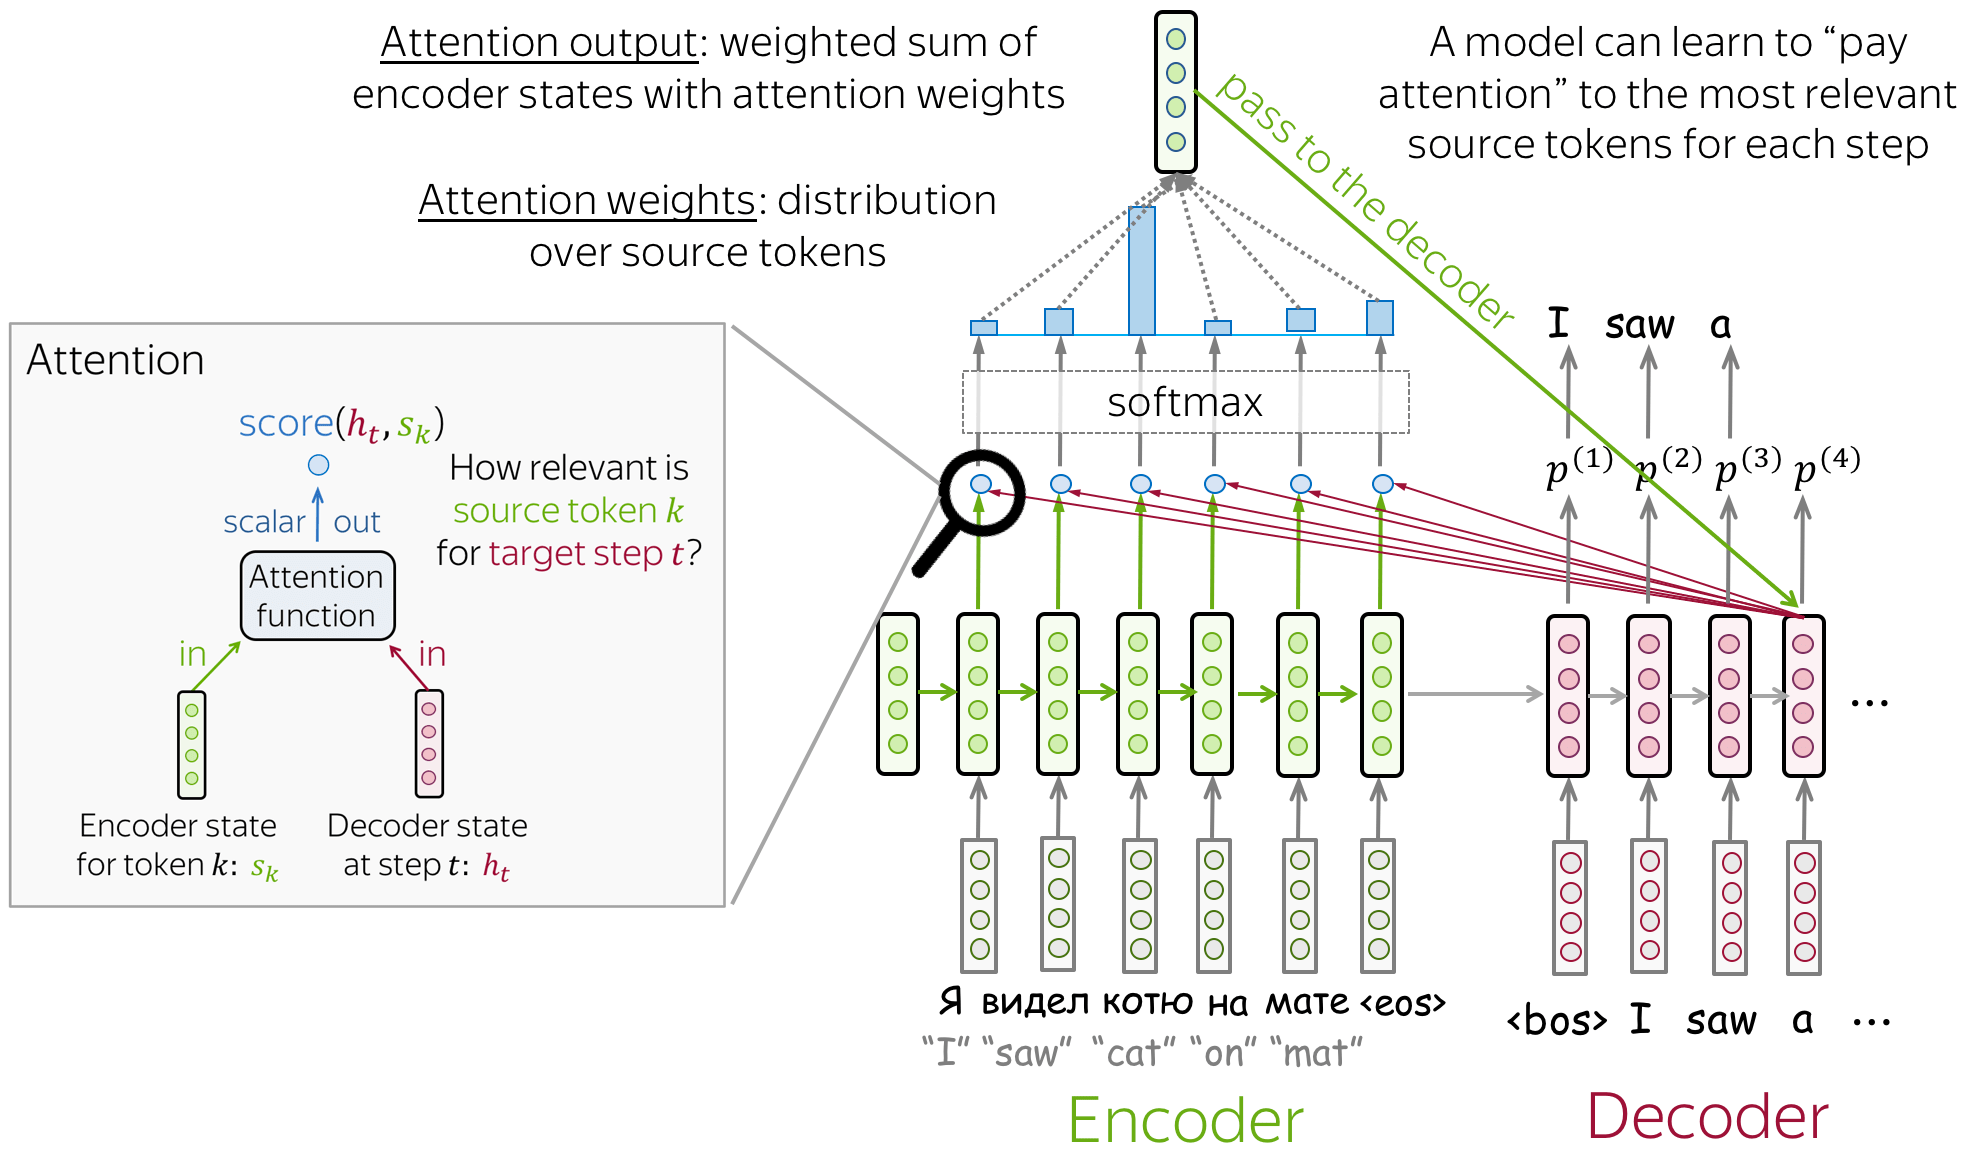 Attention output: weighted sum of
encoder states with attention weights
A model can learn to “pay
attention” to the most relevant
source tokens for each step
pass to the decoder
Attention weights: distribution
over source tokens
Attention
score(hₜ, sₖ)
How relevant is
source token k
for target step t?
scalar out
Attention
function
in in
Encoder state
for token k: sₖ
Decoder state
at step t: hₜ
softmax
I saw a
p⁽¹⁾ p⁽²⁾ p⁽³⁾ p⁽⁴⁾
...
Я видел котю на мате <eos>
“I” “saw” “cat” “on” “mat”
<bos> I saw a ...
Encoder
Decoder